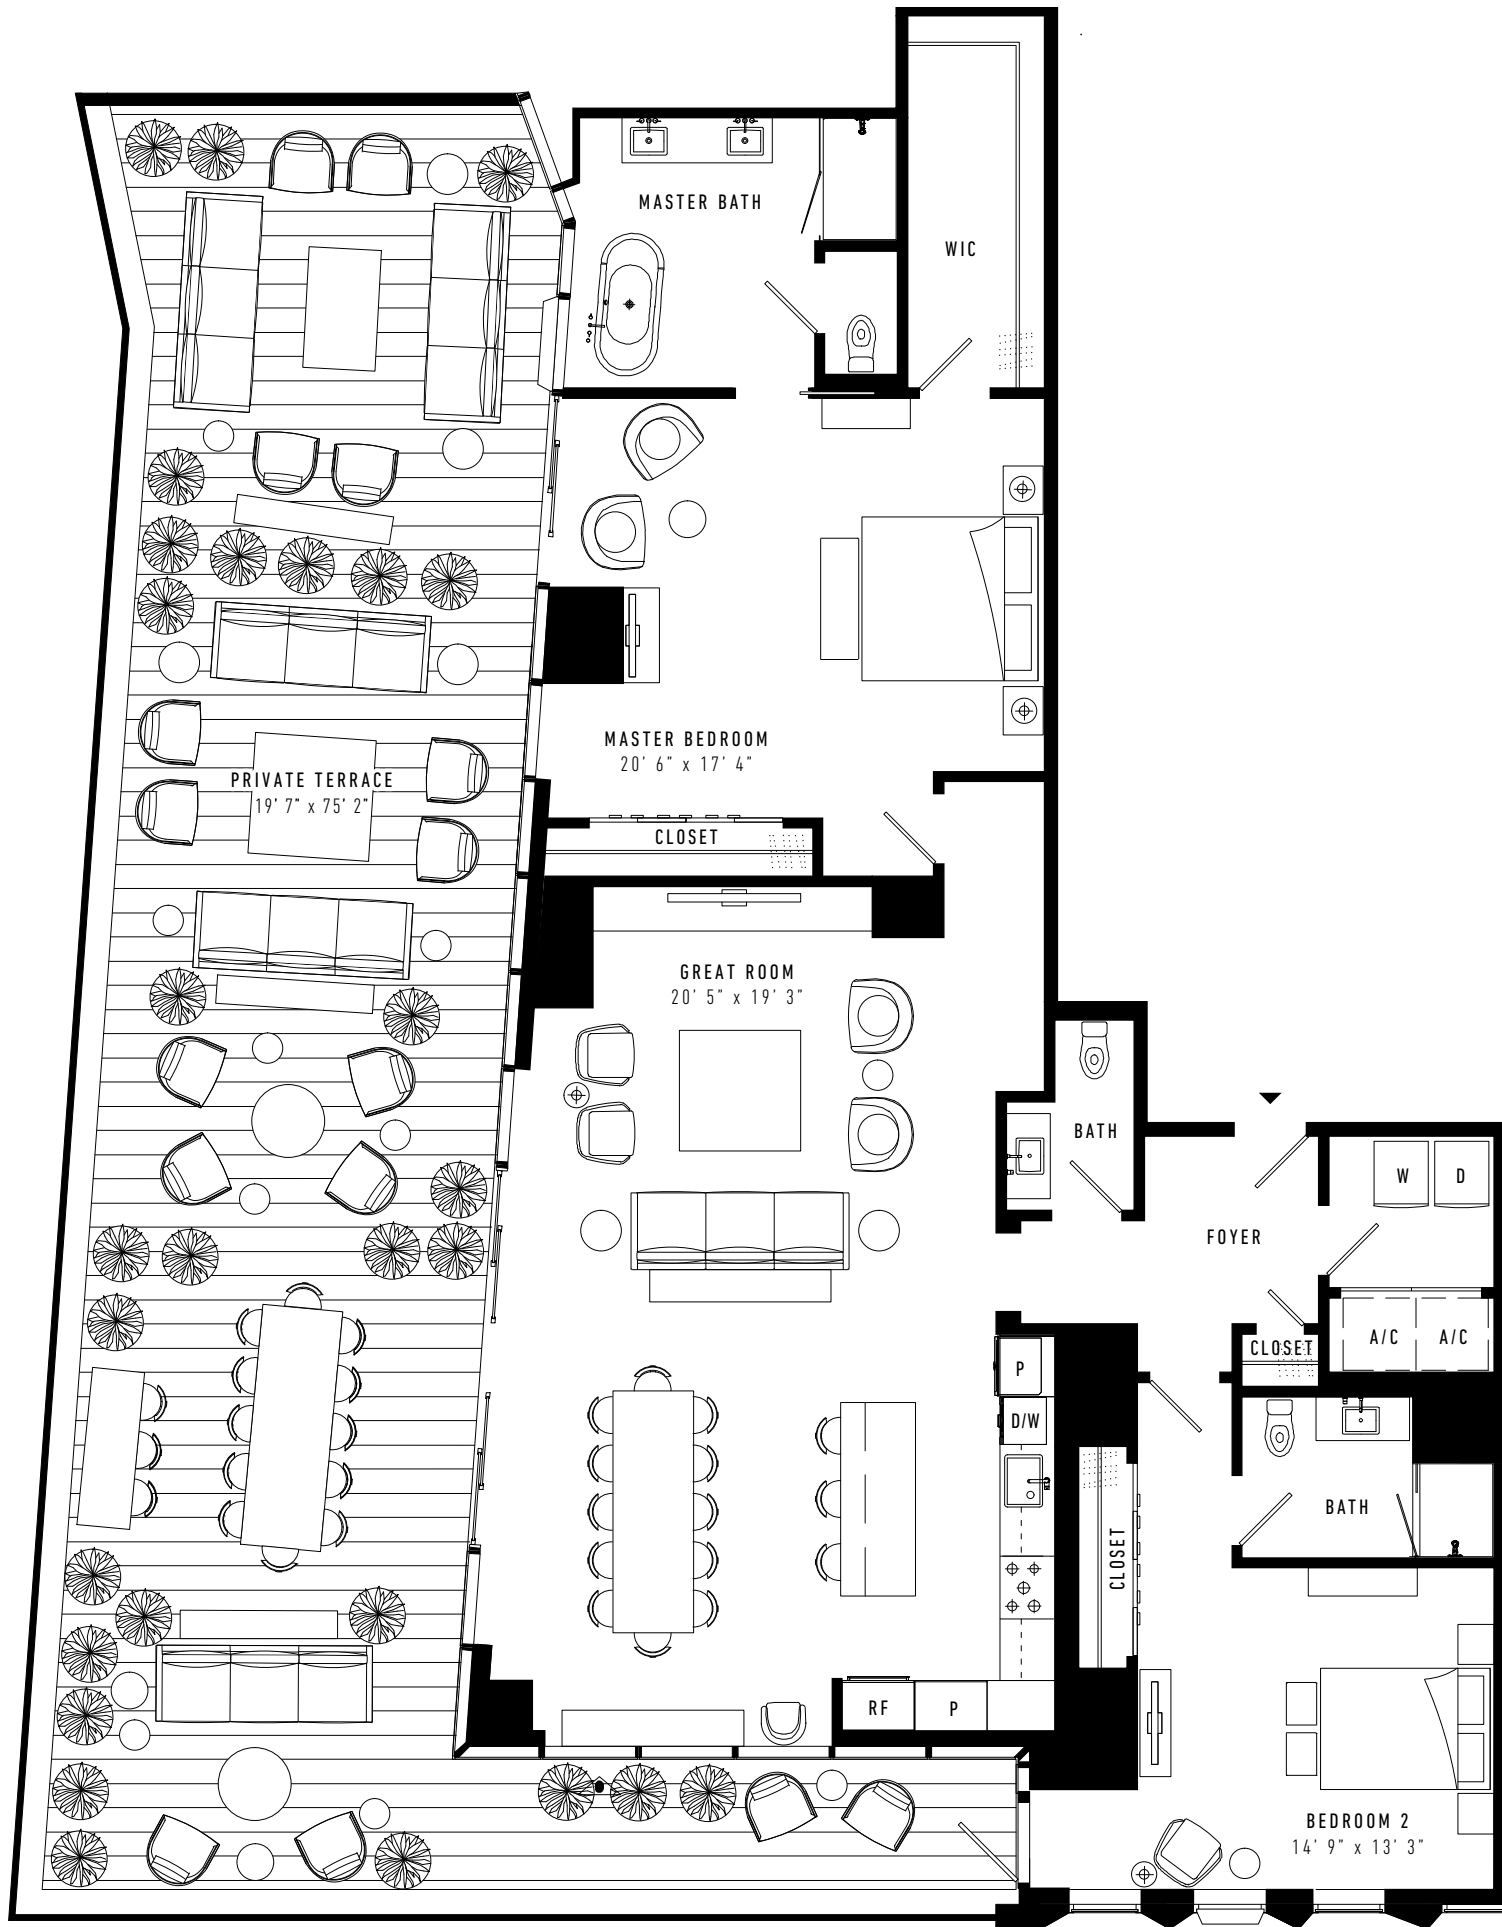 MASTER BATH
WIC
MASTER BEDROOM
20' 6" x 17' 4"
PRIVATE TERRACE
19' 7" x 75' 2"
CLOSET
GREAT ROOM
20' 5" x 19' 3"
BATH
W
D
FOYER
A/C
A/C
CLOSET
P
D/W
BATH
CLOSET
RF
P
BEDROOM 2
14' 9" x 13' 3"